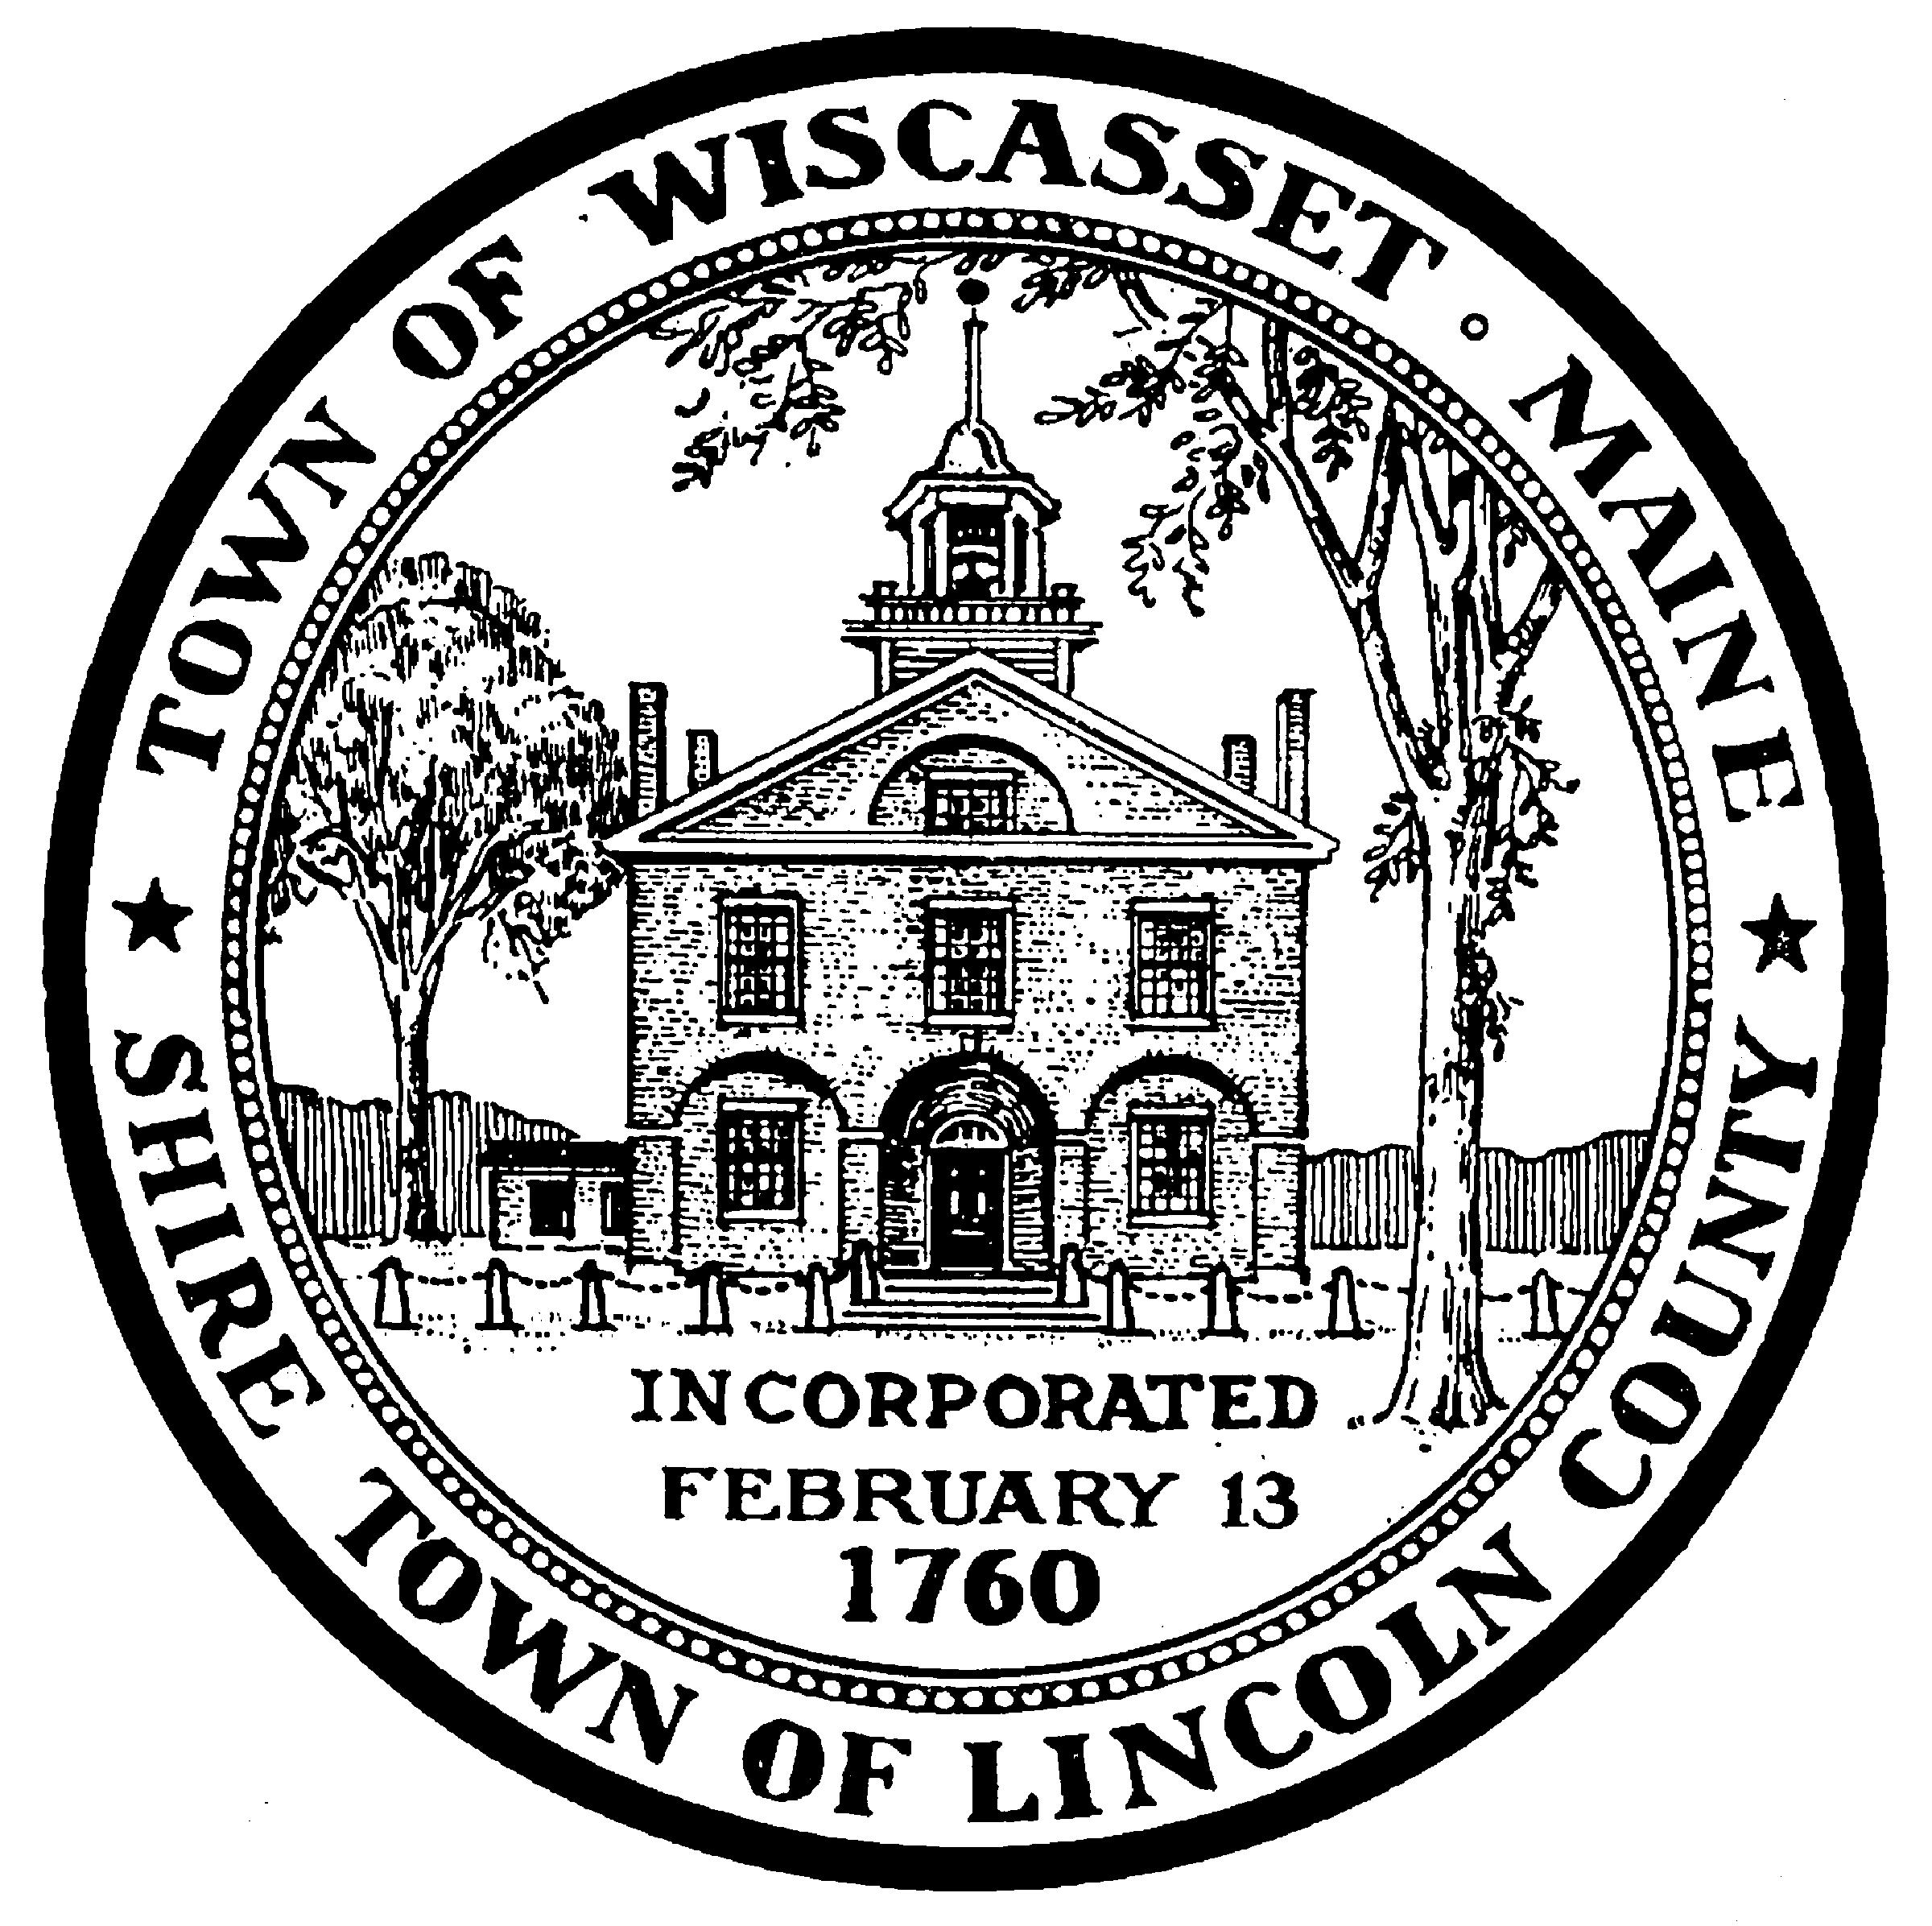 TOWN OF WISCASSET · MAINE
INCORPORATED
FEBRUARY 13
1760
★ SHIRE TOWN OF LINCOLN COUNTY ★